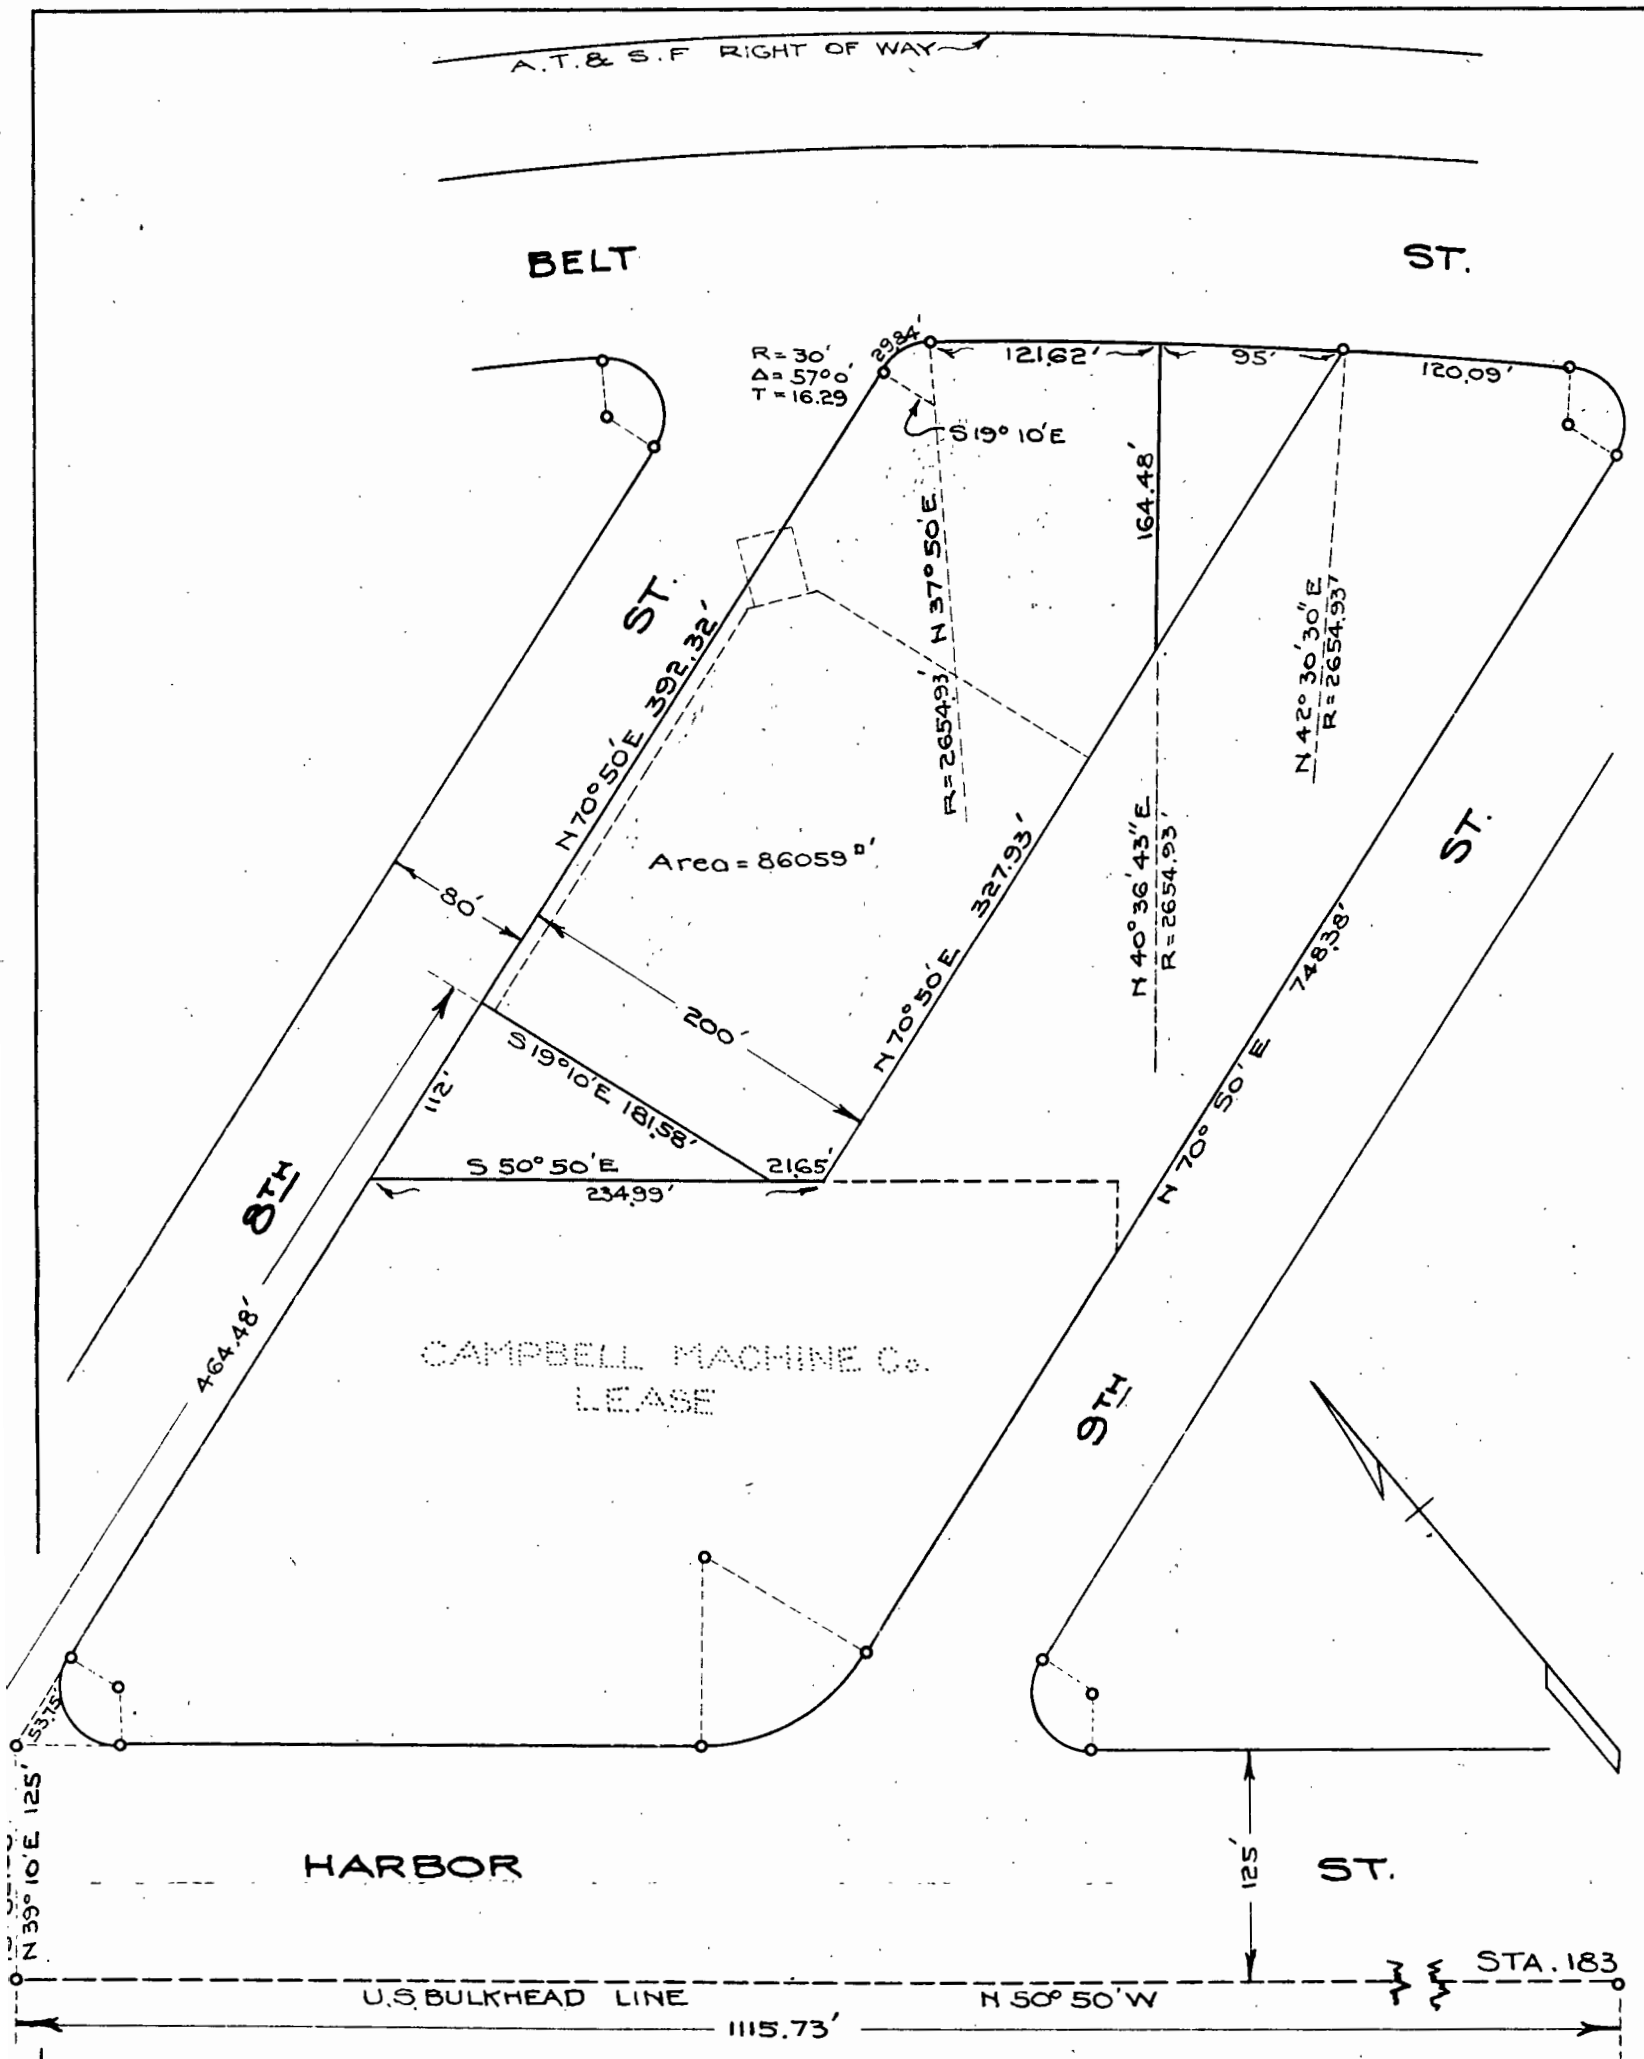 A.T. & S.F RIGHT OF WAY
BELT ST.
R = 30'
Δ = 57°0'
T = 16.29
29.84'
121.62'
95'
120.09'
S 19° 10' E
164.48'
N 37° 50' E
R = 2654.93'
N 42° 30' 30" E
R = 2654.93'
ST.
N 70° 50' E 392.32'
Area = 86059 □'
N 70° 50' E 327.93'
N 40° 36' 43" E
R = 2654.93'
ST.
80'
200'
N 70° 50' E 748.38'
S 19° 10' E 181.58'
112'
S 50° 50' E
21.65'
234.99'
8TH
464.48'
CAMPBELL MACHINE Co.
LEASE
9TH
53.75'
N 39° 10' E 125'
125'
HARBOR ST.
STA. 183
U.S. BULKHEAD LINE N 50° 50' W
1115.73'